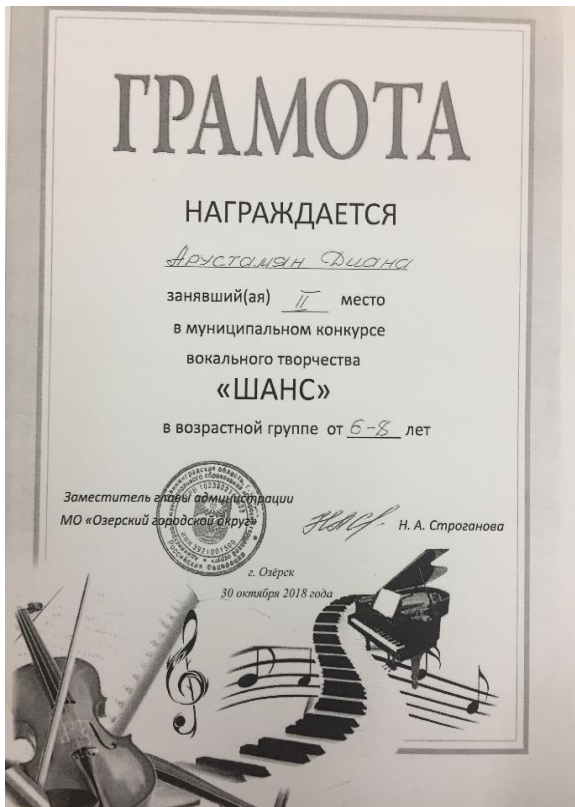 ГРАМОТА
НАГРАЖДАЕТСЯ
Арустамян Диана
занявший(ая) II место
в муниципальном конкурсе
вокального творчества
«ШАНС»
в возрастной группе от 6-8 лет
Заместитель главы администрации
МО «Озерский городской округ»
Н. А. Строганова
г. Озёрск
30 октября 2018 года